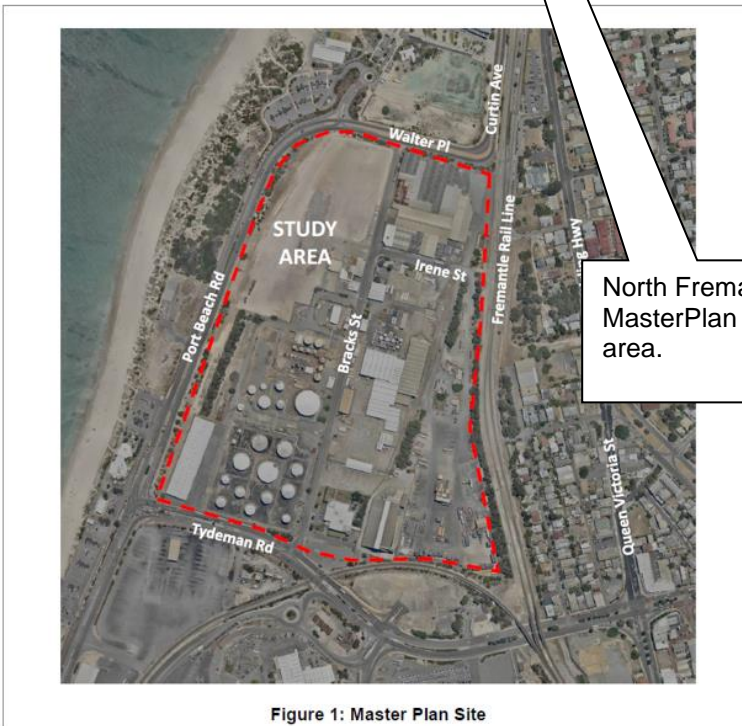 Curtin Ave
Walter Pl
STUDY
AREA
Fremantle Rail Line
Hwy
Irene St
Port Beach Rd
Bracks St
North Frema
MasterPlan
area.
Queen Victoria St
Tydeman Rd
Figure 1: Master Plan Site